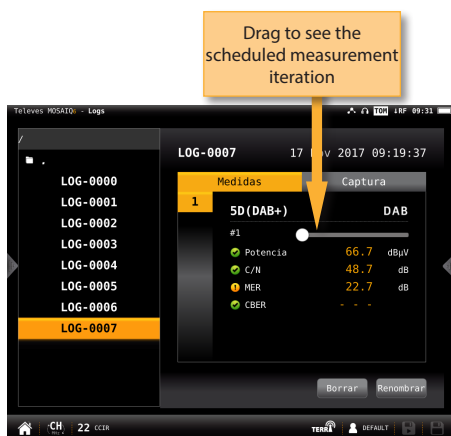 Drag to see the
scheduled measurement
iteration
Televes MOSAIQ6 - Logs
TOM ↓RF 09:31
/
.
LOG-0007 17 Nov 2017 09:19:37
LOG-0000
LOG-0001
LOG-0002
LOG-0003
LOG-0004
LOG-0005
LOG-0006
LOG-0007
Medidas Captura
1
5D(DAB+) DAB
#1
Potencia 66.7 dBµV
C/N 48.7 dB
MER 22.7 dB
CBER - - -
Borrar Renombrar
CH 22 CCIR
TERR DEFAULT